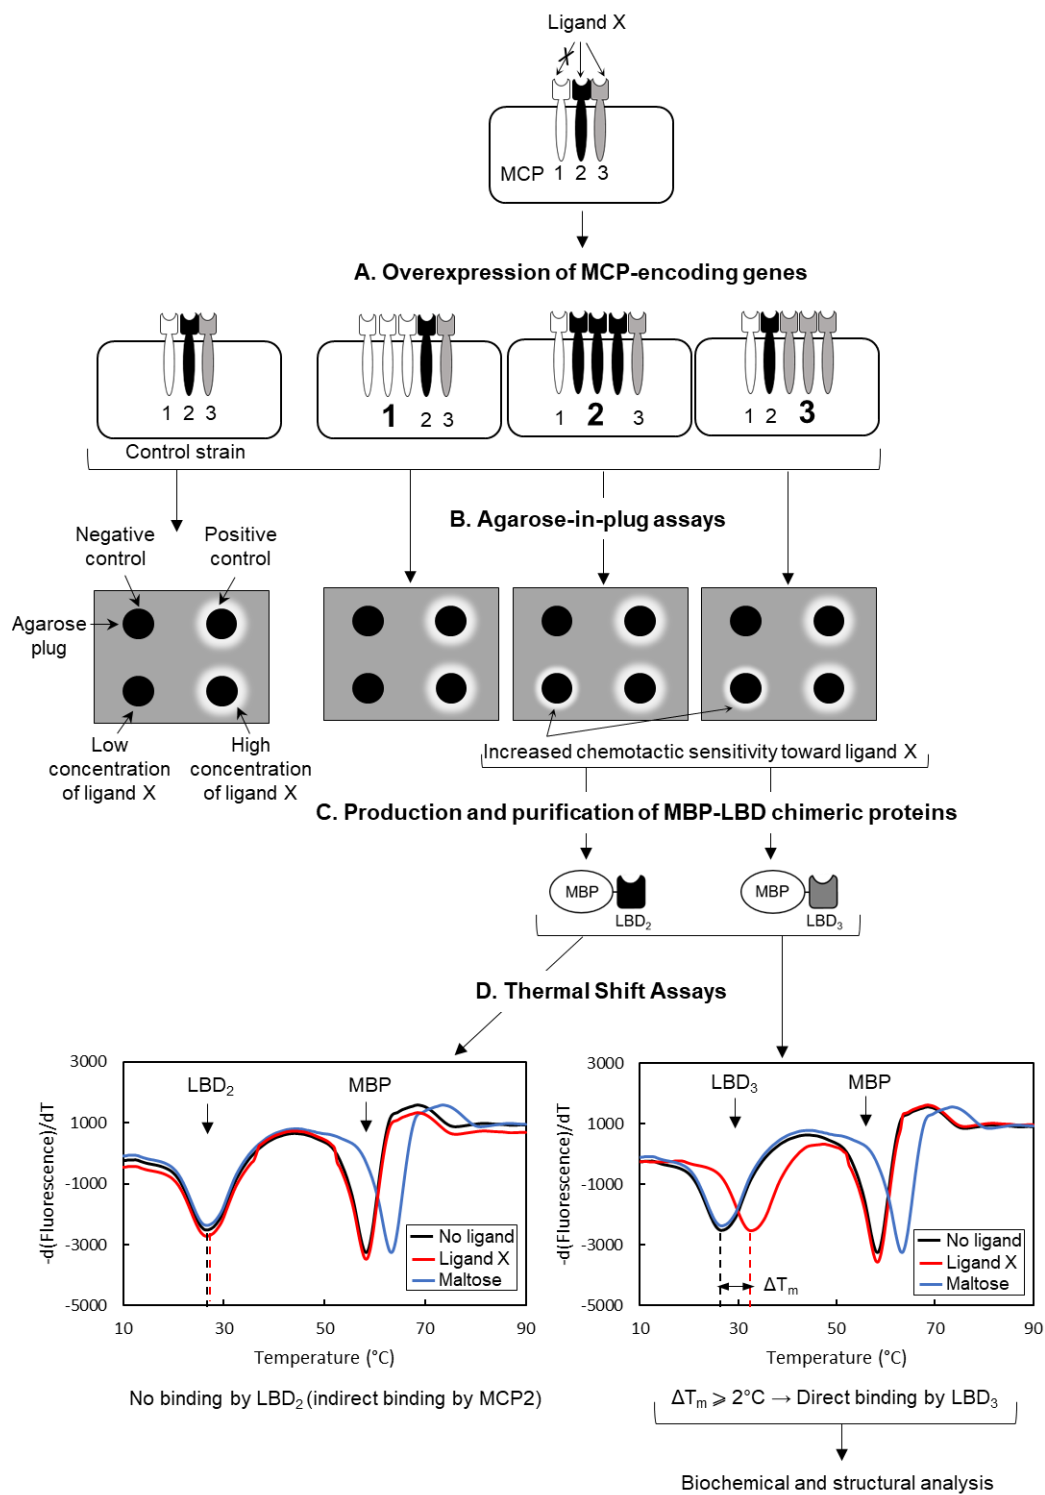 Ligand X
MCP 1 2 3
A. Overexpression of MCP-encoding genes
1 2 3
1 2 3
1 2 3
1 2 3
Control strain
B. Agarose-in-plug assays
Negative
control
Positive
control
Agarose
plug
Low
concentration
of ligand X
High
concentration
of ligand X
Increased chemotactic sensitivity toward ligand X
C. Production and purification of MBP-LBD chimeric proteins
MBP
LBD₂
MBP
LBD₃
D. Thermal Shift Assays
3000
1000
-1000
-3000
-5000
-d(Fluorescence)/dT
LBD₂
MBP
No ligand
Ligand X
Maltose
10 30 50 70 90
Temperature (°C)
No binding by LBD₂ (indirect binding by MCP2)
3000
1000
-1000
-3000
-5000
-d(Fluorescence)/dT
LBD₃
MBP
No ligand
Ligand X
Maltose
ΔTₘ
10 30 50 70 90
Temperature (°C)
ΔTₘ ⩾ 2°C → Direct binding by LBD₃
Biochemical and structural analysis